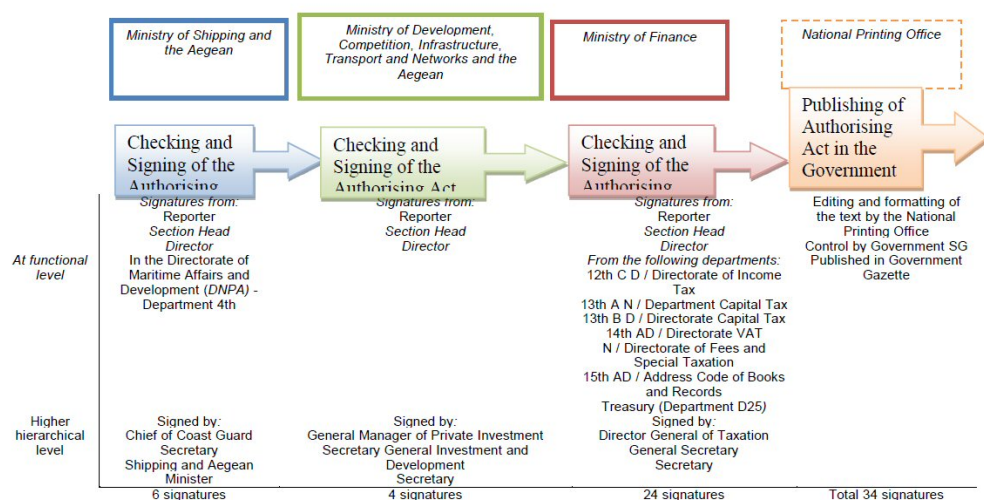 Ministry of Shipping and
the Aegean
Ministry of Development,
Competition, Infrastructure,
Transport and Networks and the
Aegean
Ministry of Finance
National Printing Office
Checking and
Signing of the
Authorising
Checking and
Signing of the
Authorising Act
Checking and
Signing of the
Authorising
Publishing of
Authorising
Act in the
Government
At functional
level
Signatures from:
Reporter
Section Head
Director
In the Directorate of
Maritime Affairs and
Development (DNPA) -
Department 4th
Signatures from:
Reporter
Section Head
Director
Signatures from:
Reporter
Section Head
Director
From the following departments:
12th C D / Directorate of Income
Tax
13th A N / Department Capital Tax
13th B D / Directorate Capital Tax
14th AD / Directorate VAT
N / Directorate of Fees and
Special Taxation
15th AD / Address Code of Books
and Records
Treasury (Department D25)
Editing and formatting of
the text by the National
Printing Office
Control by Government SG
Published in Government
Gazette
Higher
hierarchical
level
Signed by:
Chief of Coast Guard
Secretary
Shipping and Aegean
Minister
Signed by:
General Manager of Private Investment
Secretary General Investment and
Development
Secretary
Signed by:
Director General of Taxation
General Secretary
Secretary
6 signatures
4 signatures
24 signatures
Total 34 signatures